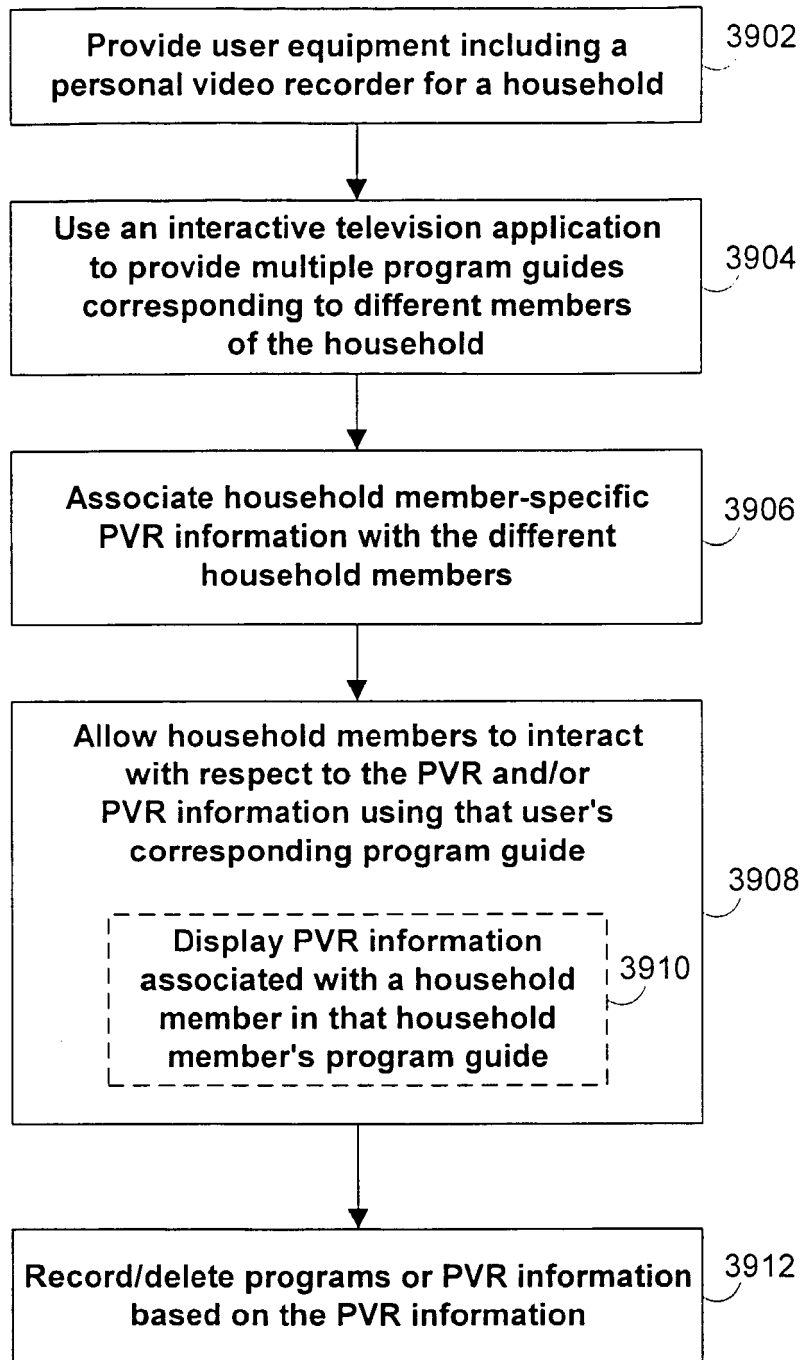 Provide user equipment including a
personal video recorder for a household
3902
Use an interactive television application
to provide multiple program guides
corresponding to different members
of the household
3904
Associate household member-specific
PVR information with the different
household members
3906
Allow household members to interact
with respect to the PVR and/or
PVR information using that user's
corresponding program guide
3908
Display PVR information
associated with a household
member in that household
member's program guide
3910
Record/delete programs or PVR information
based on the PVR information
3912